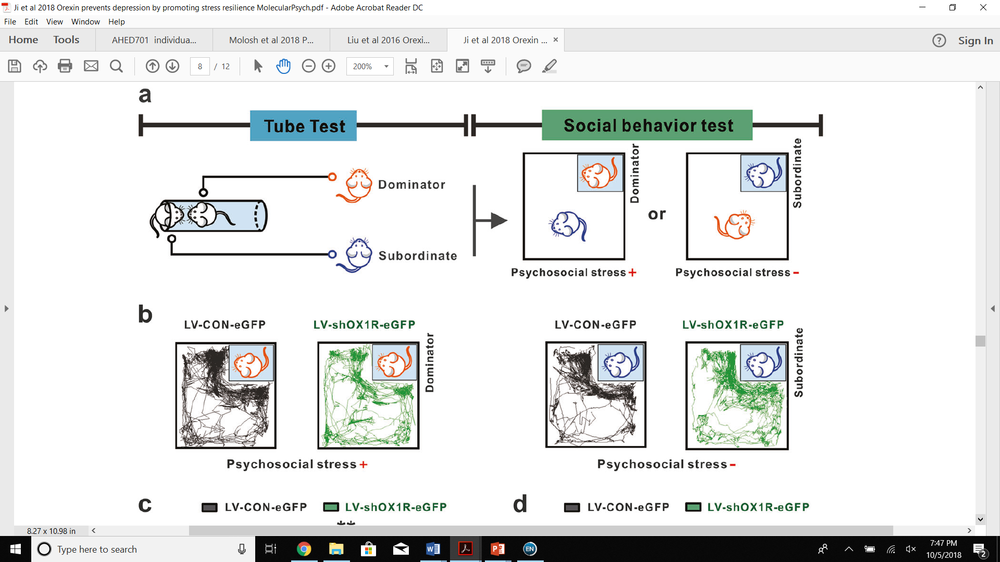 Ji et al 2018 Orexin prevents depression by promoting stress resilience MolecularPsych.pdf - Adobe Acrobat Reader DC
File Edit View Window Help
Home Tools AHED701 individua... Molosh et al 2018 P... Liu et al 2016 Orexi... Ji et al 2018 Orexin ... × ? Sign In
8 / 12 200%
a
Tube Test Social behavior test
Dominator
Subordinate
Dominator
Subordinate
or
Psychosocial stress + Psychosocial stress -
b
LV-CON-eGFP LV-shOX1R-eGFP LV-CON-eGFP LV-shOX1R-eGFP
Dominator
Subordinate
Psychosocial stress + Psychosocial stress -
c LV-CON-eGFP LV-shOX1R-eGFP d LV-CON-eGFP LV-shOX1R-eGFP
**
8.27 x 10.98 in
Type here to search
EN
7:47 PM
10/5/2018
2